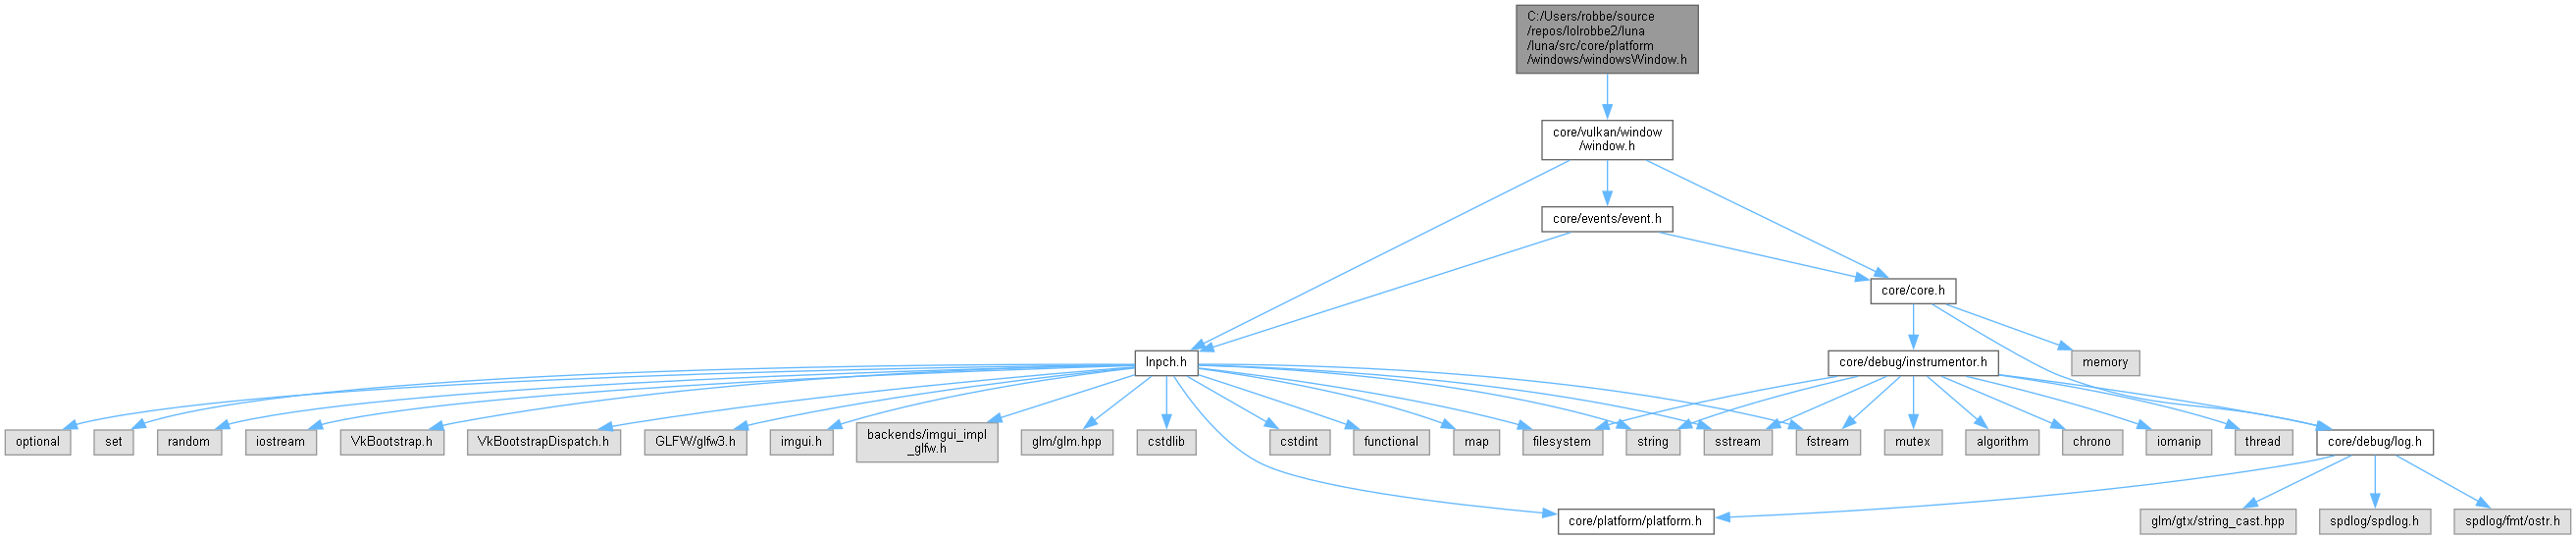 C:/Users/robbe/source
/repos/lolrobbe2/luna
/luna/src/core/platform
/windows/windowsWindow.h
core/vulkan/window
/window.h
core/events/event.h
core/core.h
lnpch.h
core/debug/instrumentor.h
memory
optional
set
random
iostream
VkBootstrap.h
VkBootstrapDispatch.h
GLFW/glfw3.h
imgui.h
backends/imgui_impl
_glfw.h
glm/glm.hpp
cstdlib
cstdint
functional
map
filesystem
string
sstream
fstream
mutex
algorithm
chrono
iomanip
thread
core/debug/log.h
core/platform/platform.h
glm/gtx/string_cast.hpp
spdlog/spdlog.h
spdlog/fmt/ostr.h